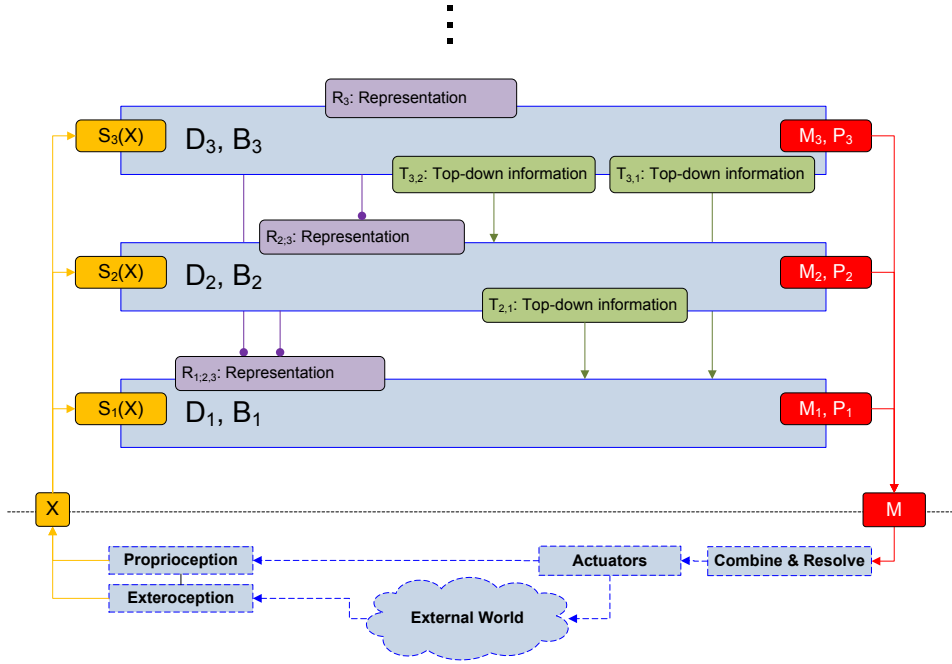 R₃: Representation
S₃(X)
D₃, B₃
M₃, P₃
T₃,₂: Top-down information
T₃,₁: Top-down information
R₂;₃: Representation
S₂(X)
D₂, B₂
M₂, P₂
T₂,₁: Top-down information
R₁;₂,₃: Representation
S₁(X)
D₁, B₁
M₁, P₁
X
M
Proprioception
Actuators
Combine & Resolve
Exteroception
External World